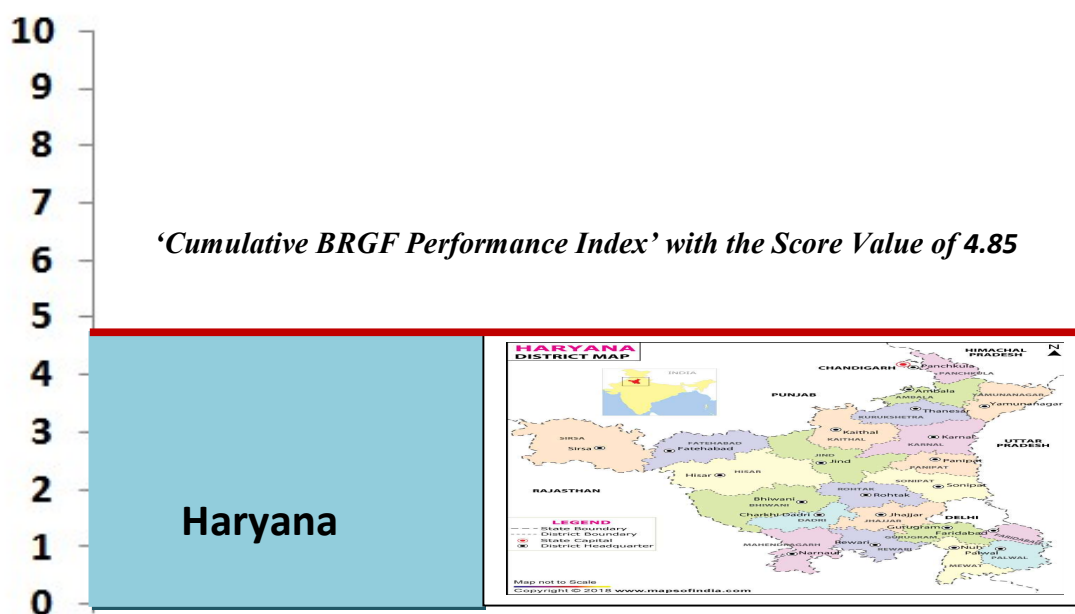 10
9
8
7
6
5
4
3
2
1
0
‘Cumulative BRGF Performance Index’ with the Score Value of 4.85
Haryana
HARYANA
DISTRICT MAP
INDIA
N
HIMACHAL
PRADESH
CHANDIGARH
Panchkula
PANCHKULA
PUNJAB
Ambala
AMBALA
YAMUNANAGAR
Yamunanagar
KURUKSHETRA
Thanesar
Kaithal
KAITHAL
Karnal
KARNAL
UTTAR
PRADESH
SIRSA
Sirsa
FATEHABAD
Fatehabad
JIND
Jind
Panipat
PANIPAT
Hisar
HISAR
SONIPAT
Sonipat
RAJASTHAN
ROHTAK
Rohtak
Bhiwani
BHIWANI
Charkhi Dadri
DADRI
Jhajjar
JHAJJAR
DELHI
Gurugram
GURUGRAM
Faridabad
FARIDABAD
MAHENDRAGARH
Narnaul
Rewari
REWARI
Nuh
MEWAT
Palwal
PALWAL
LEGEND
State Boundary
District Boundary
State Capital
District Headquarter
Map not to Scale
Copyright © 2018 www.mapsofindia.com